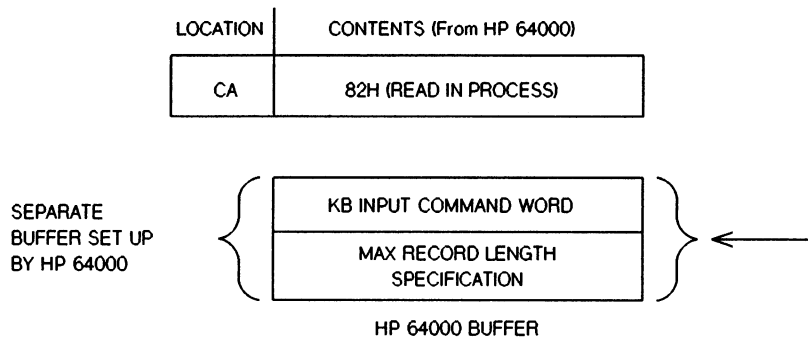 LOCATION CONTENTS (From HP 64000)
CA 82H (READ IN PROCESS)
SEPARATE
BUFFER SET UP
BY HP 64000
KB INPUT COMMAND WORD
MAX RECORD LENGTH
SPECIFICATION
HP 64000 BUFFER